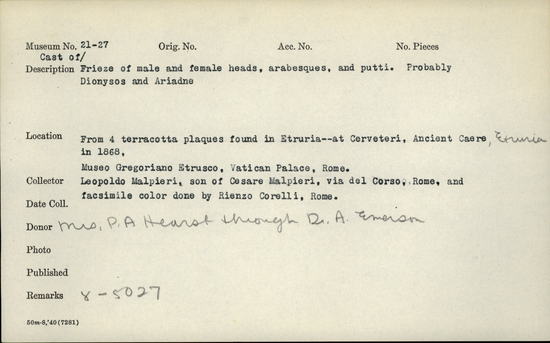 Museum No. 21-27 Orig. No. Acc. No. No. Pieces
Cast of/
Description Frieze of male and female heads, arabesques, and putti. Probably
Dionysos and Ariadne
Location From 4 terracotta plaques found in Etruria--at Cerveteri, Ancient Caere, Etruria
in 1868,
Museo Gregoriano Etrusco, Vatican Palace, Rome.
Collector Leopoldo Malpieri, son of Cesare Malpieri, via del Corso, Rome, and
facsimile color done by Rienzo Corelli, Rome.
Date Coll.
Donor Mrs. P. A Hearst through Dr. A. Emerson
Photo
Published
Remarks 8-5027
50m-8,'40 (7281)